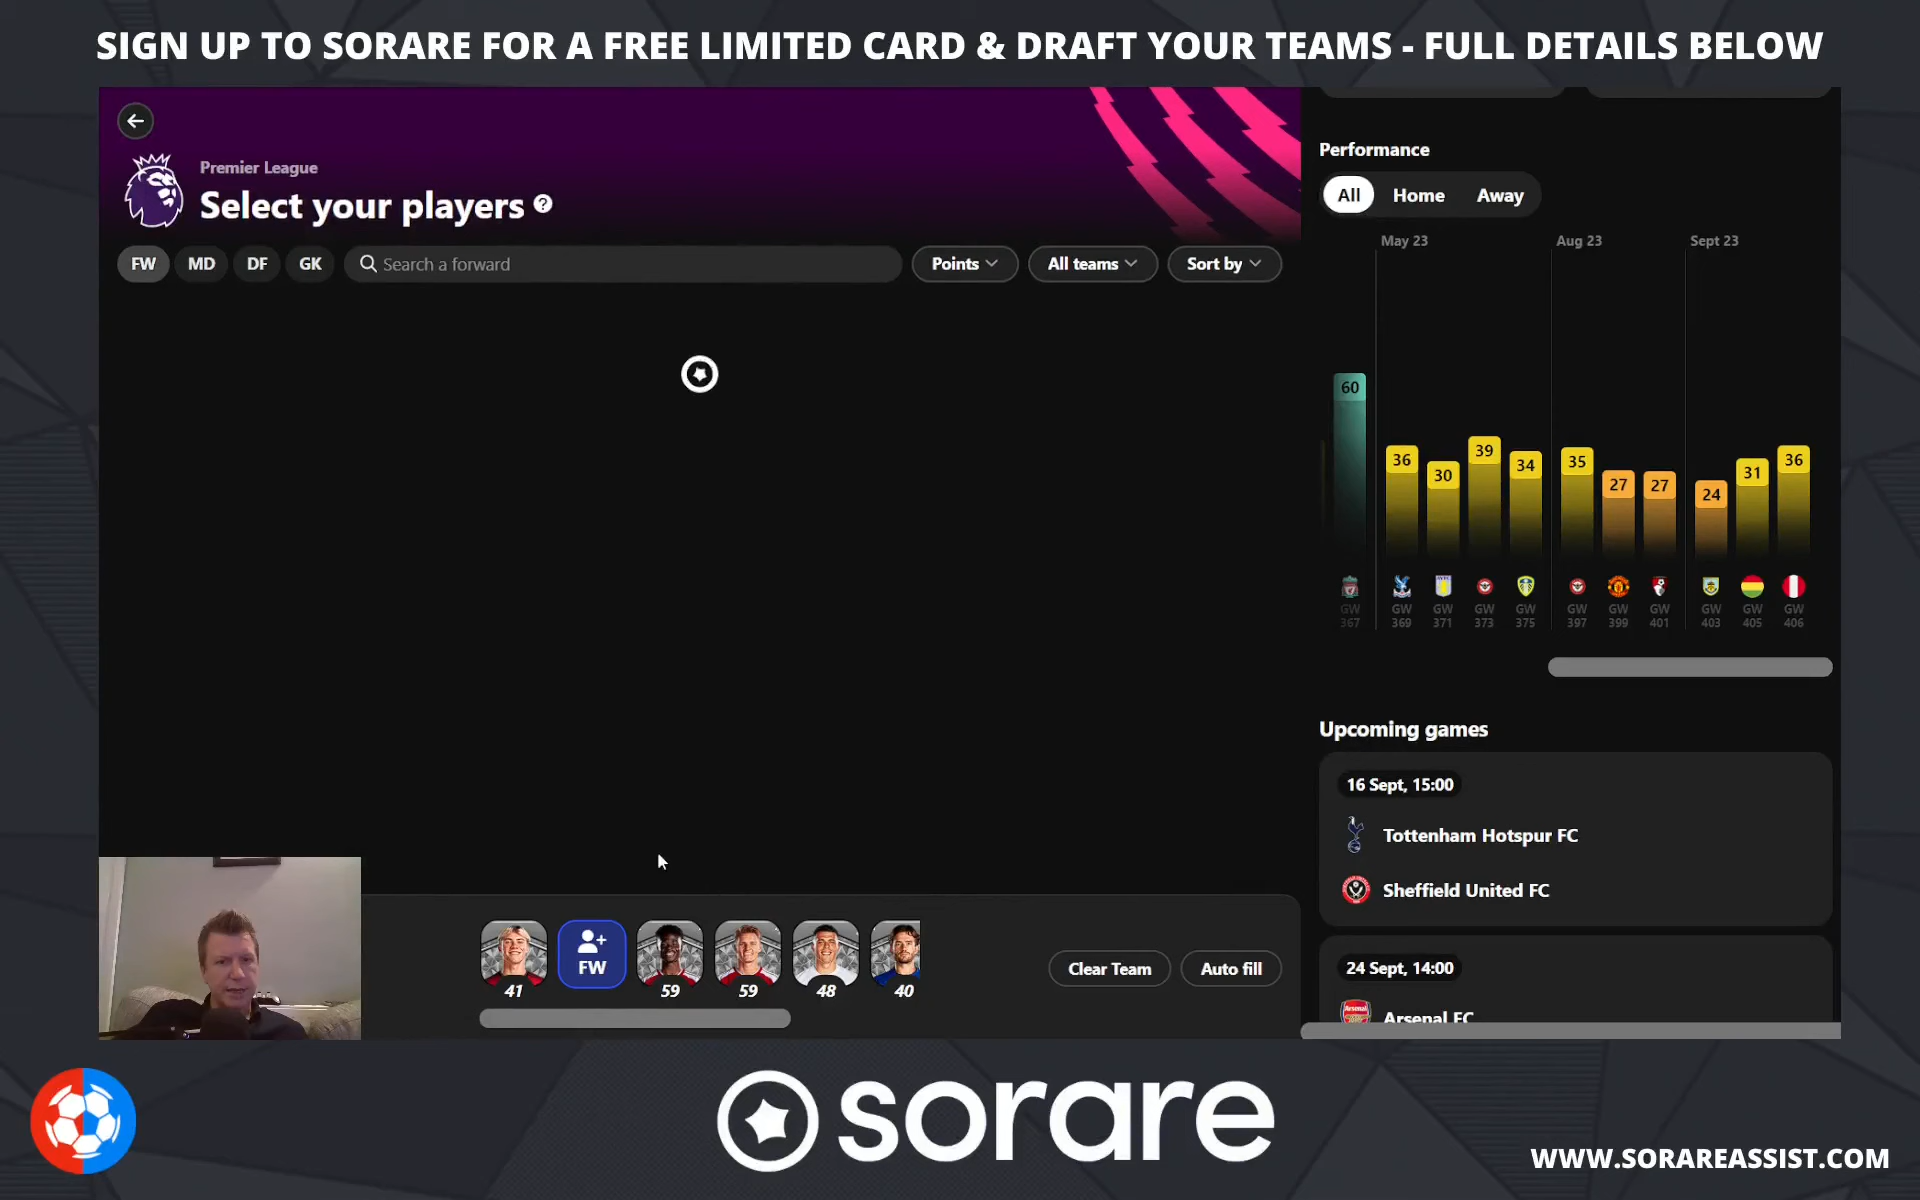 SIGN UP TO SORARE FOR A FREE LIMITED CARD & DRAFT YOUR TEAMS - FULL DETAILS BELOW
Premier League
Select your players ?
FW MD DF GK Search a forward Points All teams Sort by
Performance
All Home Away
May 23 Aug 23 Sept 23
60 36 30 39 34 35 27 27 24 31 36
GW 367 GW 369 GW 371 GW 373 GW 375 GW 397 GW 399 GW 401 GW 403 GW 405 GW 406
Upcoming games
16 Sept, 15:00
Tottenham Hotspur FC
Sheffield United FC
24 Sept, 14:00
Arsenal FC
FW
41 59 59 48 40
Clear Team Auto fill
sorare
WWW.SORAREASSIST.COM